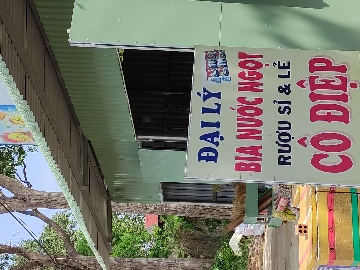 ĐẠI LÝ
BIA NƯỚC NGỌT
RƯỢU SỈ & LẺ
CÔ ĐIỆP